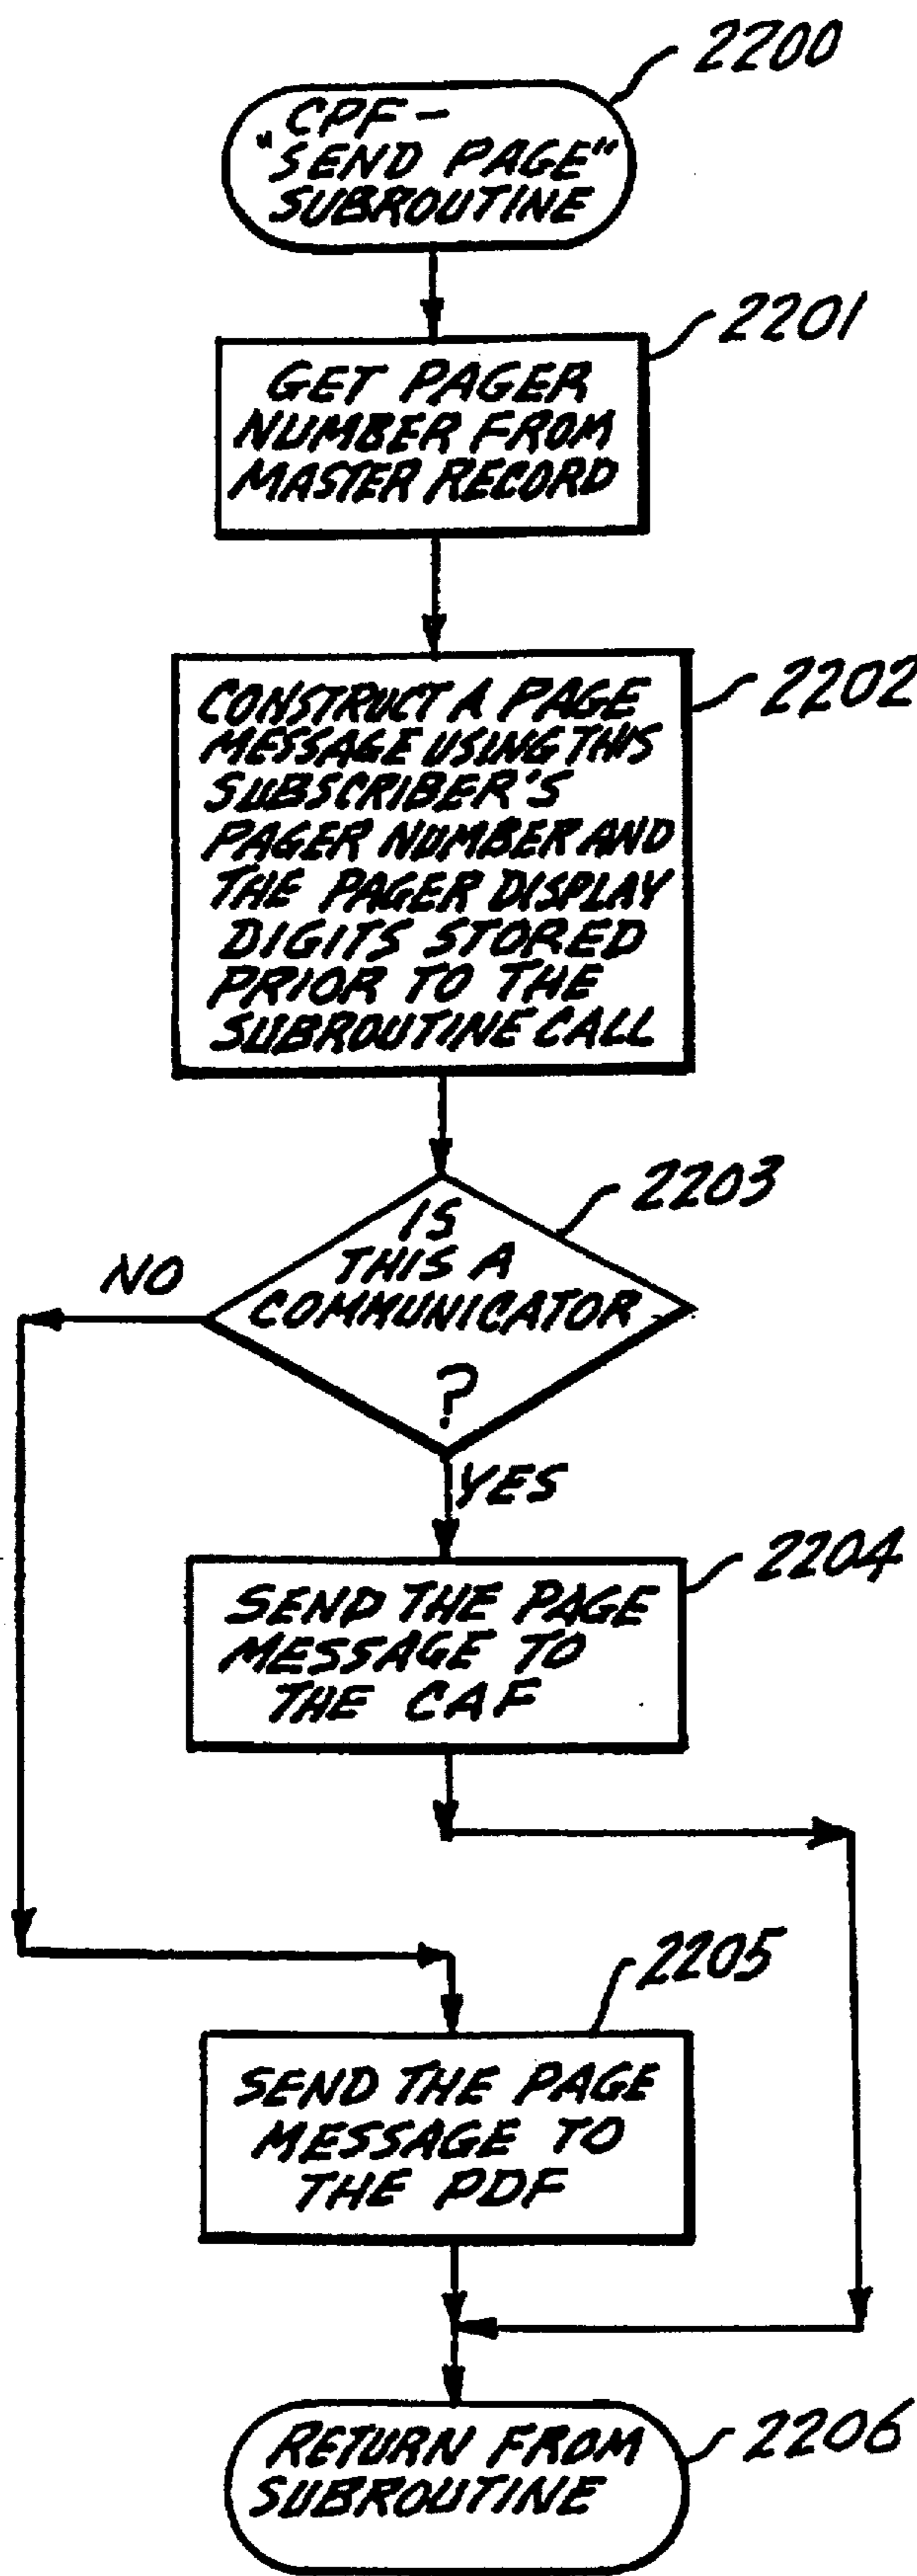 2200
CPF-
"SEND PAGE"
SUBROUTINE
2201
GET PAGER
NUMBER FROM
MASTER RECORD
2202
CONSTRUCT A PAGE
MESSAGE USING THIS
SUBSCRIBER'S
PAGER NUMBER AND
THE PAGER DISPLAY
DIGITS STORED
PRIOR TO THE
SUBROUTINE CALL
2203
IS
THIS A
COMMUNICATOR
?
NO
YES
2204
SEND THE PAGE
MESSAGE TO
THE CAF
2205
SEND THE PAGE
MESSAGE TO
THE PDF
2206
RETURN FROM
SUBROUTINE